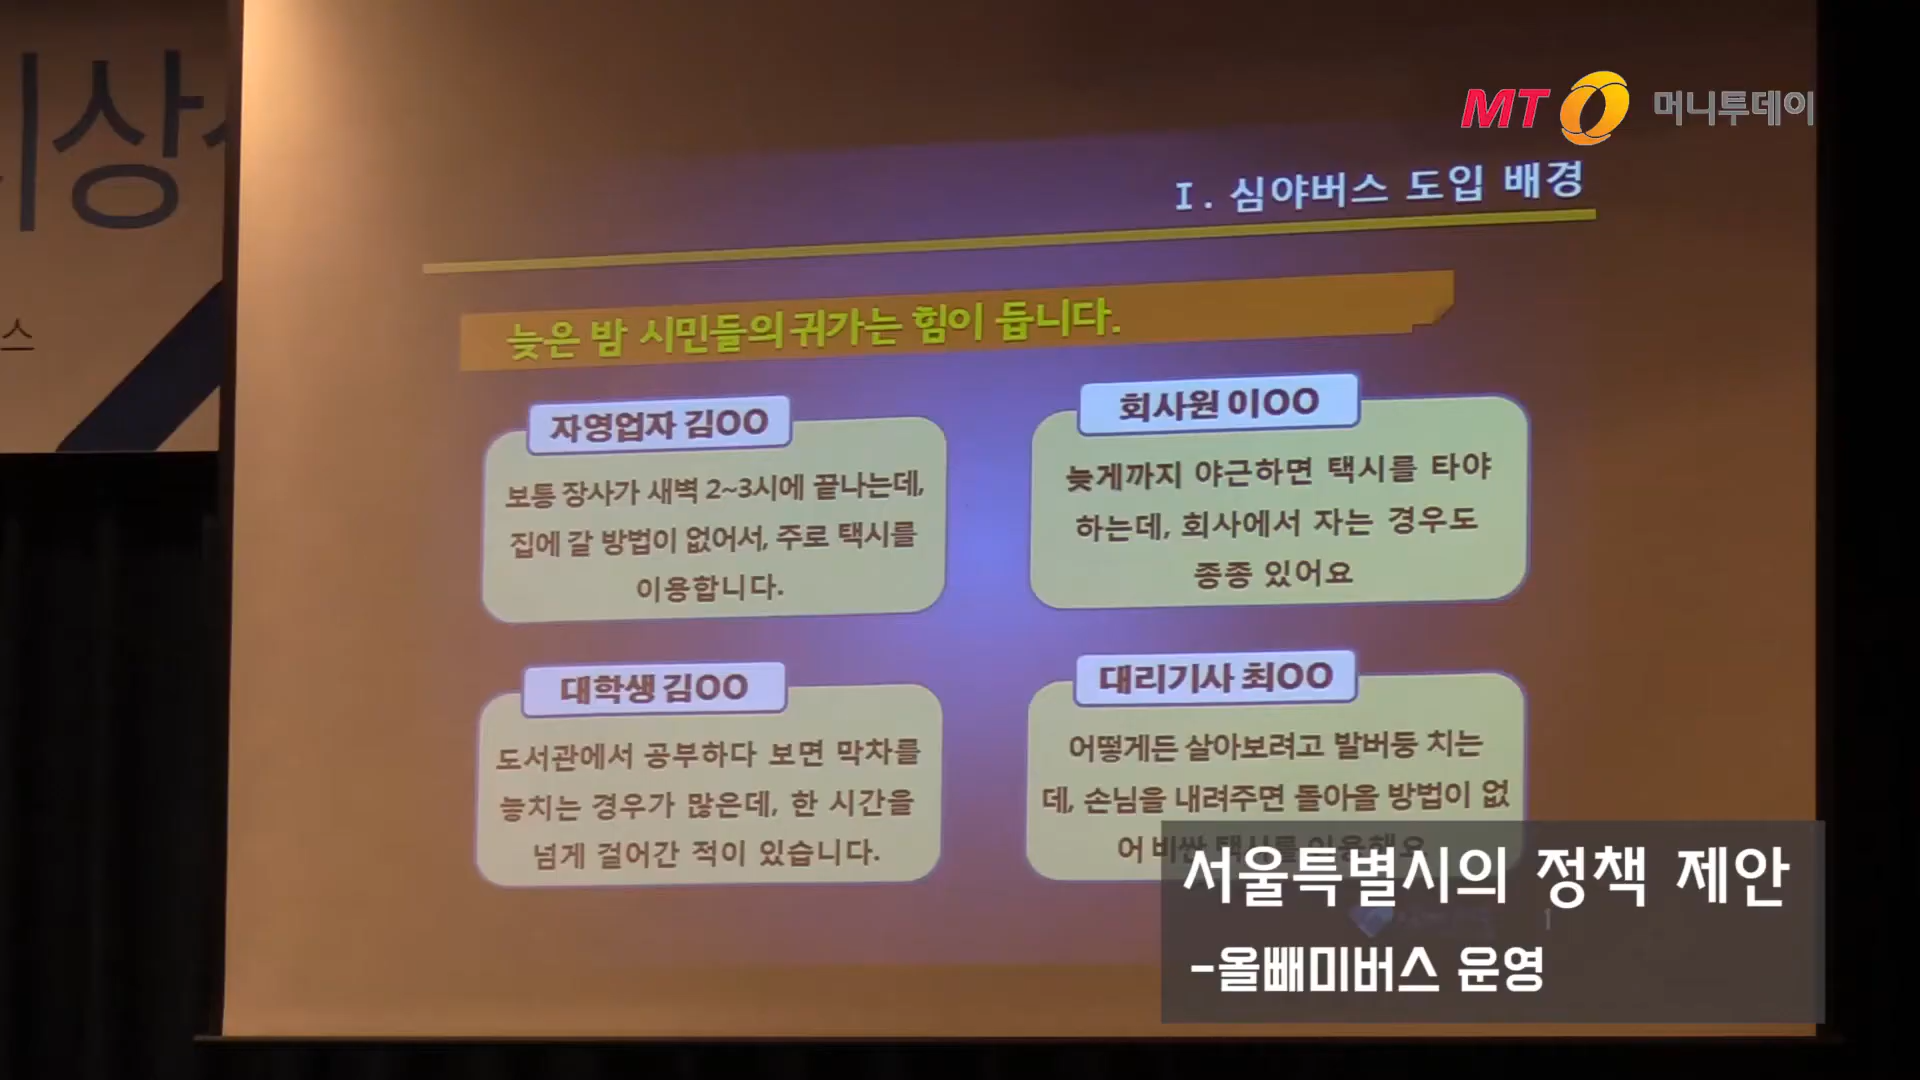 MT 머니투데이
스
I. 심야버스 도입 배경
늦은 밤 시민들의 귀가는 힘이 듭니다.
자영업자 김OO
보통 장사가 새벽 2~3시에 끝나는데,
집에 갈 방법이 없어서, 주로 택시를
이용합니다.
회사원 이OO
늦게까지 야근하면 택시를 타야
하는데, 회사에서 자는 경우도
종종 있어요
대학생 김OO
도서관에서 공부하다 보면 막차를
놓치는 경우가 많은데, 한 시간을
넘게 걸어간 적이 있습니다.
대리기사 최OO
어떻게든 살아보려고 발버둥 치는
데, 손님을 내려주면 돌아올 방법이 없
어 비싼 택시를 이용해요
1
서울특별시의 정책 제안
-올빼미버스 운영